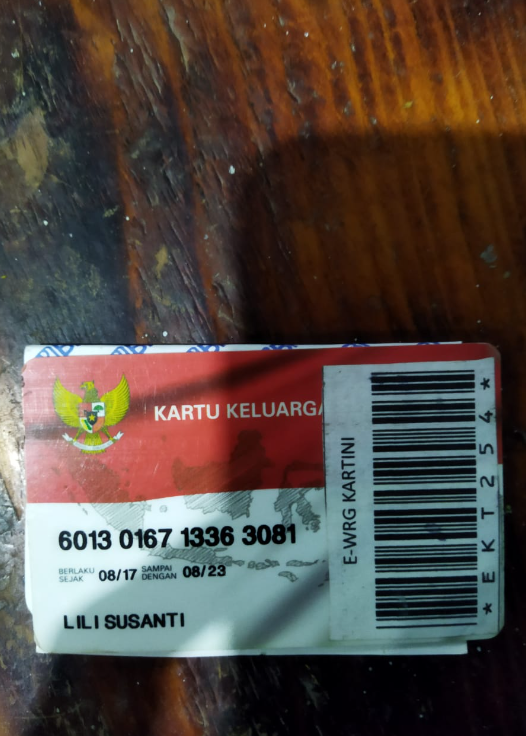 KARTU KELUARGA
6013 0167 1336 3081
BERLAKU SEJAK 08/17 SAMPAI DENGAN 08/23
LILI SUSANTI
E-WRG KARTINI
*EKT254*